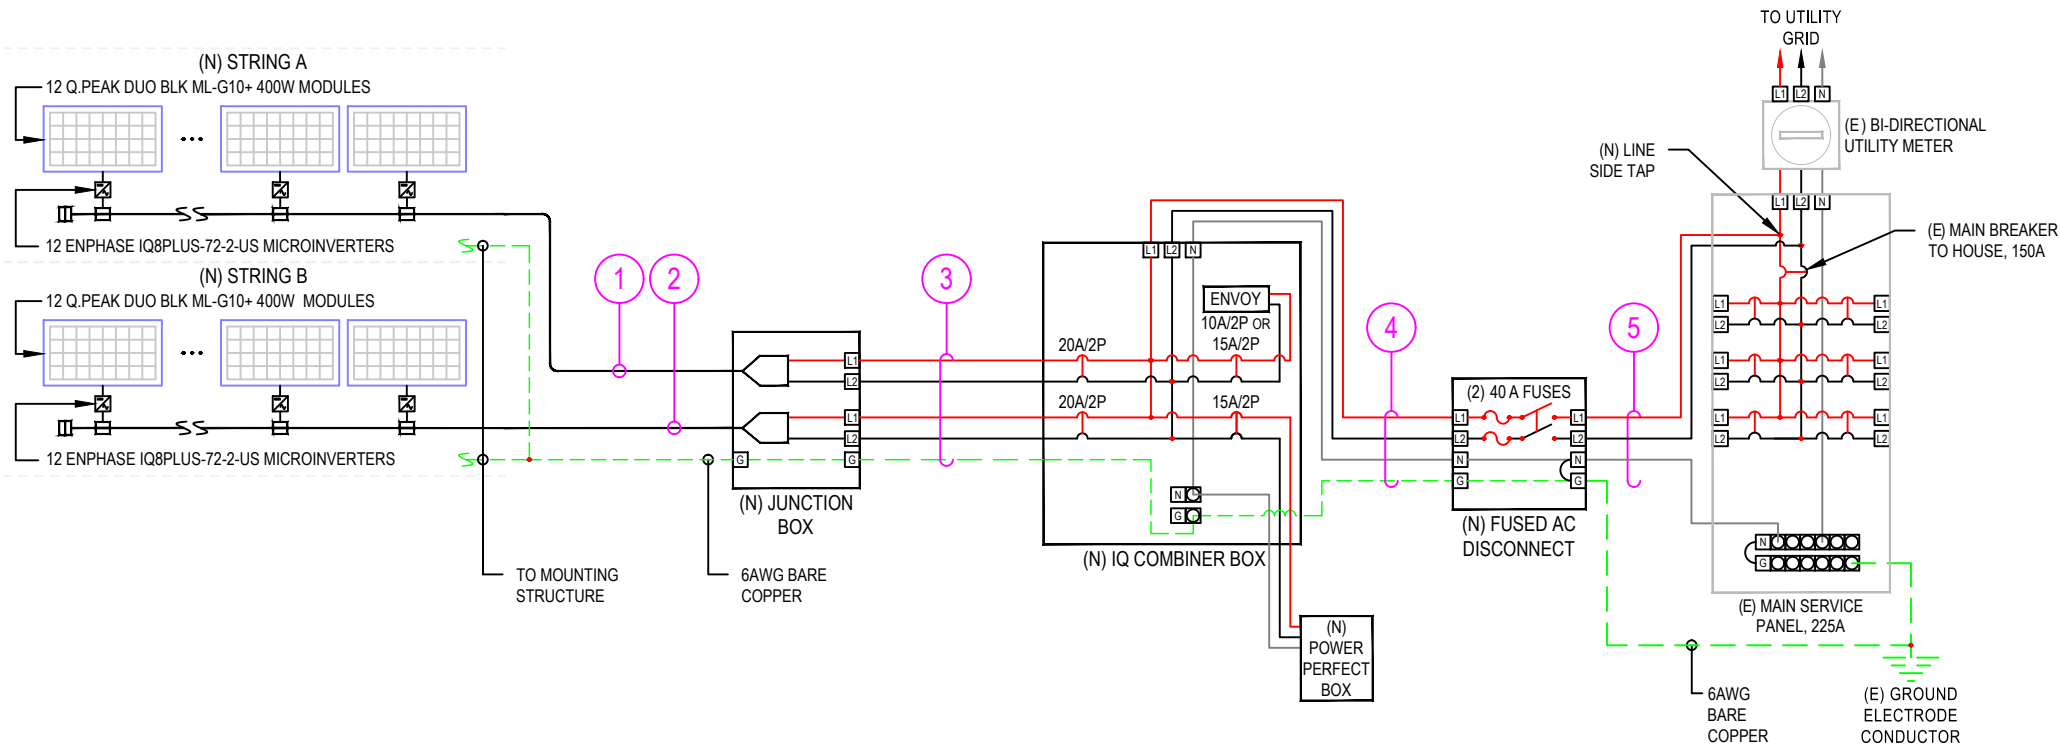 TO UTILITY
GRID
L1 L2 N
(E) BI-DIRECTIONAL
UTILITY METER
(N) LINE
SIDE TAP
L1 L2 N
(E) MAIN BREAKER
TO HOUSE, 150A
(N) STRING A
12 Q.PEAK DUO BLK ML-G10+ 400W MODULES
12 ENPHASE IQ8PLUS-72-2-US MICROINVERTERS
(N) STRING B
12 Q.PEAK DUO BLK ML-G10+ 400W MODULES
12 ENPHASE IQ8PLUS-72-2-US MICROINVERTERS
TO MOUNTING
STRUCTURE
6AWG BARE
COPPER
1
2
3
4
5
L1
L2
L1
L2
G
G
(N) JUNCTION
BOX
L1 L2 N
ENVOY
10A/2P OR
15A/2P
20A/2P
20A/2P
15A/2P
N
G
(N) IQ COMBINER BOX
(N)
POWER
PERFECT
BOX
(2) 40 A FUSES
L1
L2
N
G
L1
L2
N
G
(N) FUSED AC
DISCONNECT
L1
L2
L1
L2
L1
L2
L1
L2
L1
L2
L1
L2
N
G
(E) MAIN SERVICE
PANEL, 225A
6AWG
BARE
COPPER
(E) GROUND
ELECTRODE
CONDUCTOR